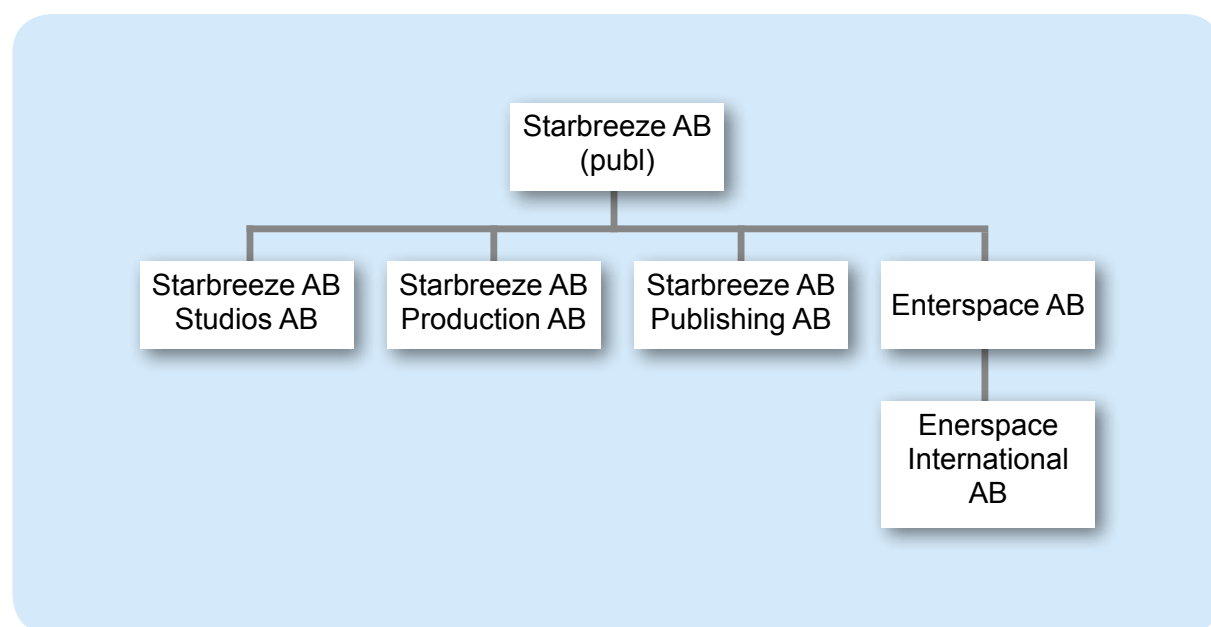 Starbreeze AB
(publ)
Starbreeze AB
Studios AB
Starbreeze AB
Production AB
Starbreeze AB
Publishing AB
Enterspace AB
Enerspace
International
AB